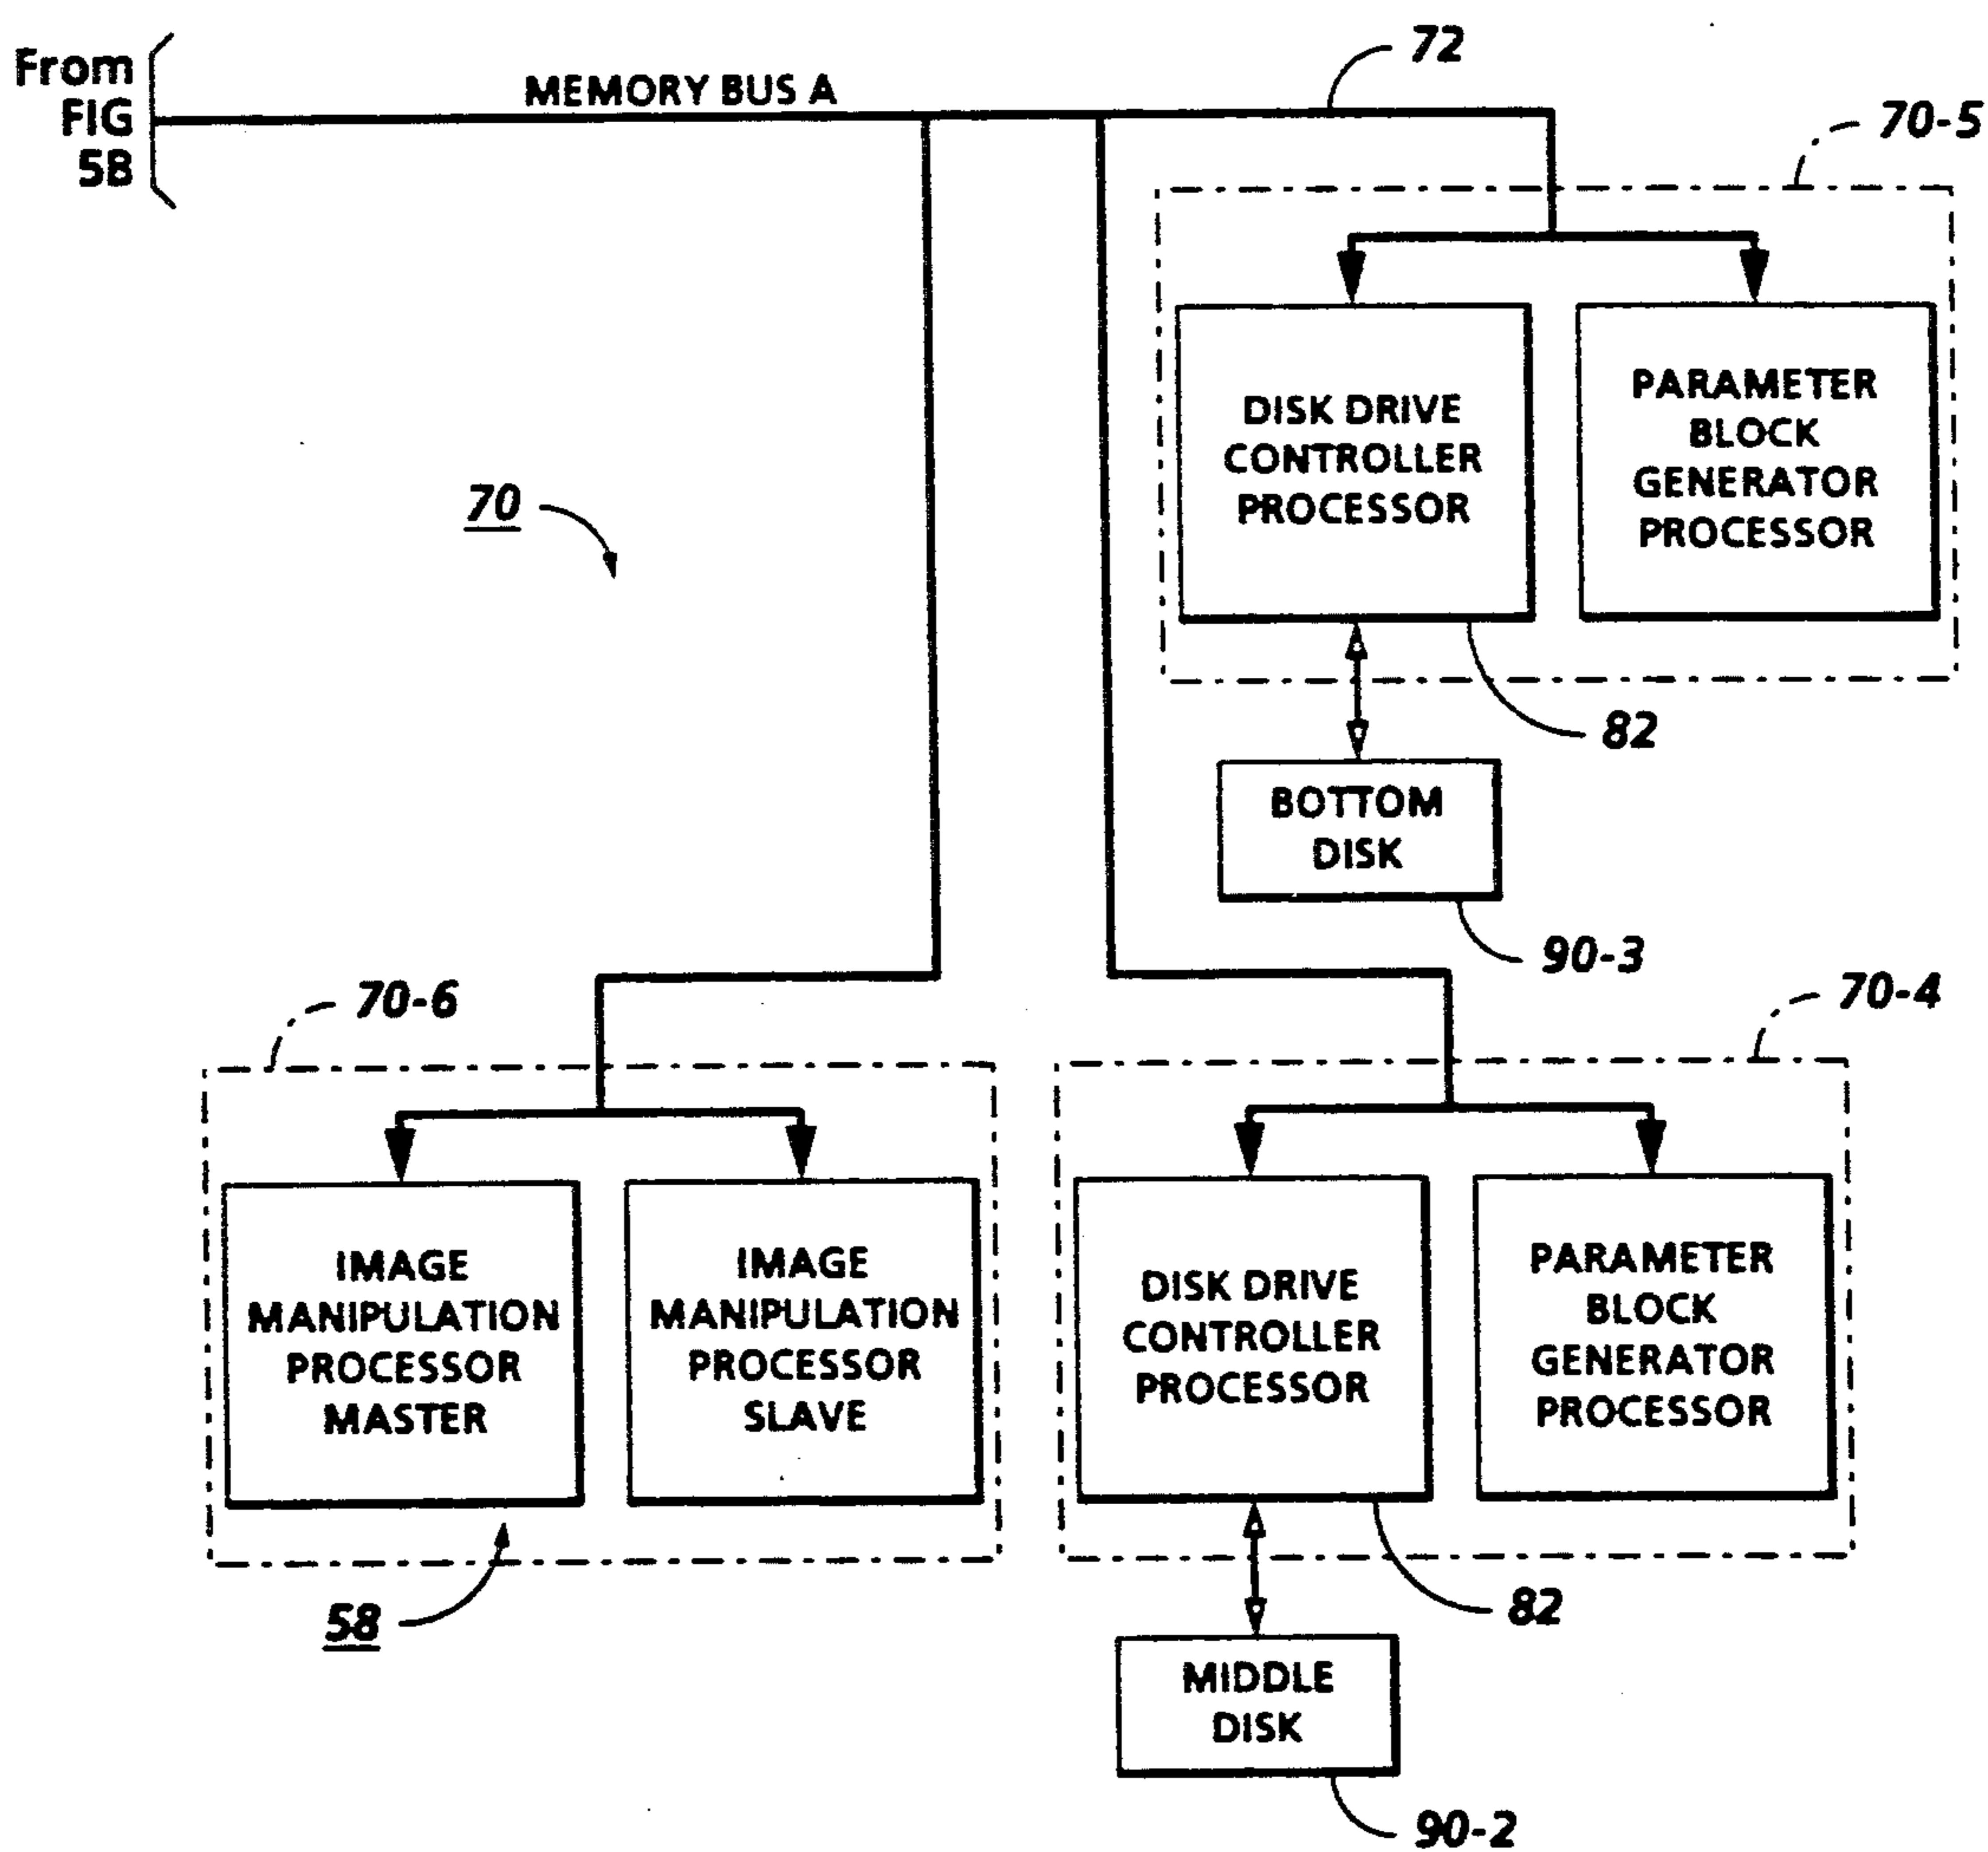 From
FIG
5B
MEMORY BUS A
72
70-5
DISK DRIVE
CONTROLLER
PROCESSOR
PARAMETER
BLOCK
GENERATOR
PROCESSOR
70
82
BOTTOM
DISK
90-3
70-6
70-4
IMAGE
MANIPULATION
PROCESSOR
MASTER
IMAGE
MANIPULATION
PROCESSOR
SLAVE
DISK DRIVE
CONTROLLER
PROCESSOR
PARAMETER
BLOCK
GENERATOR
PROCESSOR
58
82
MIDDLE
DISK
90-2